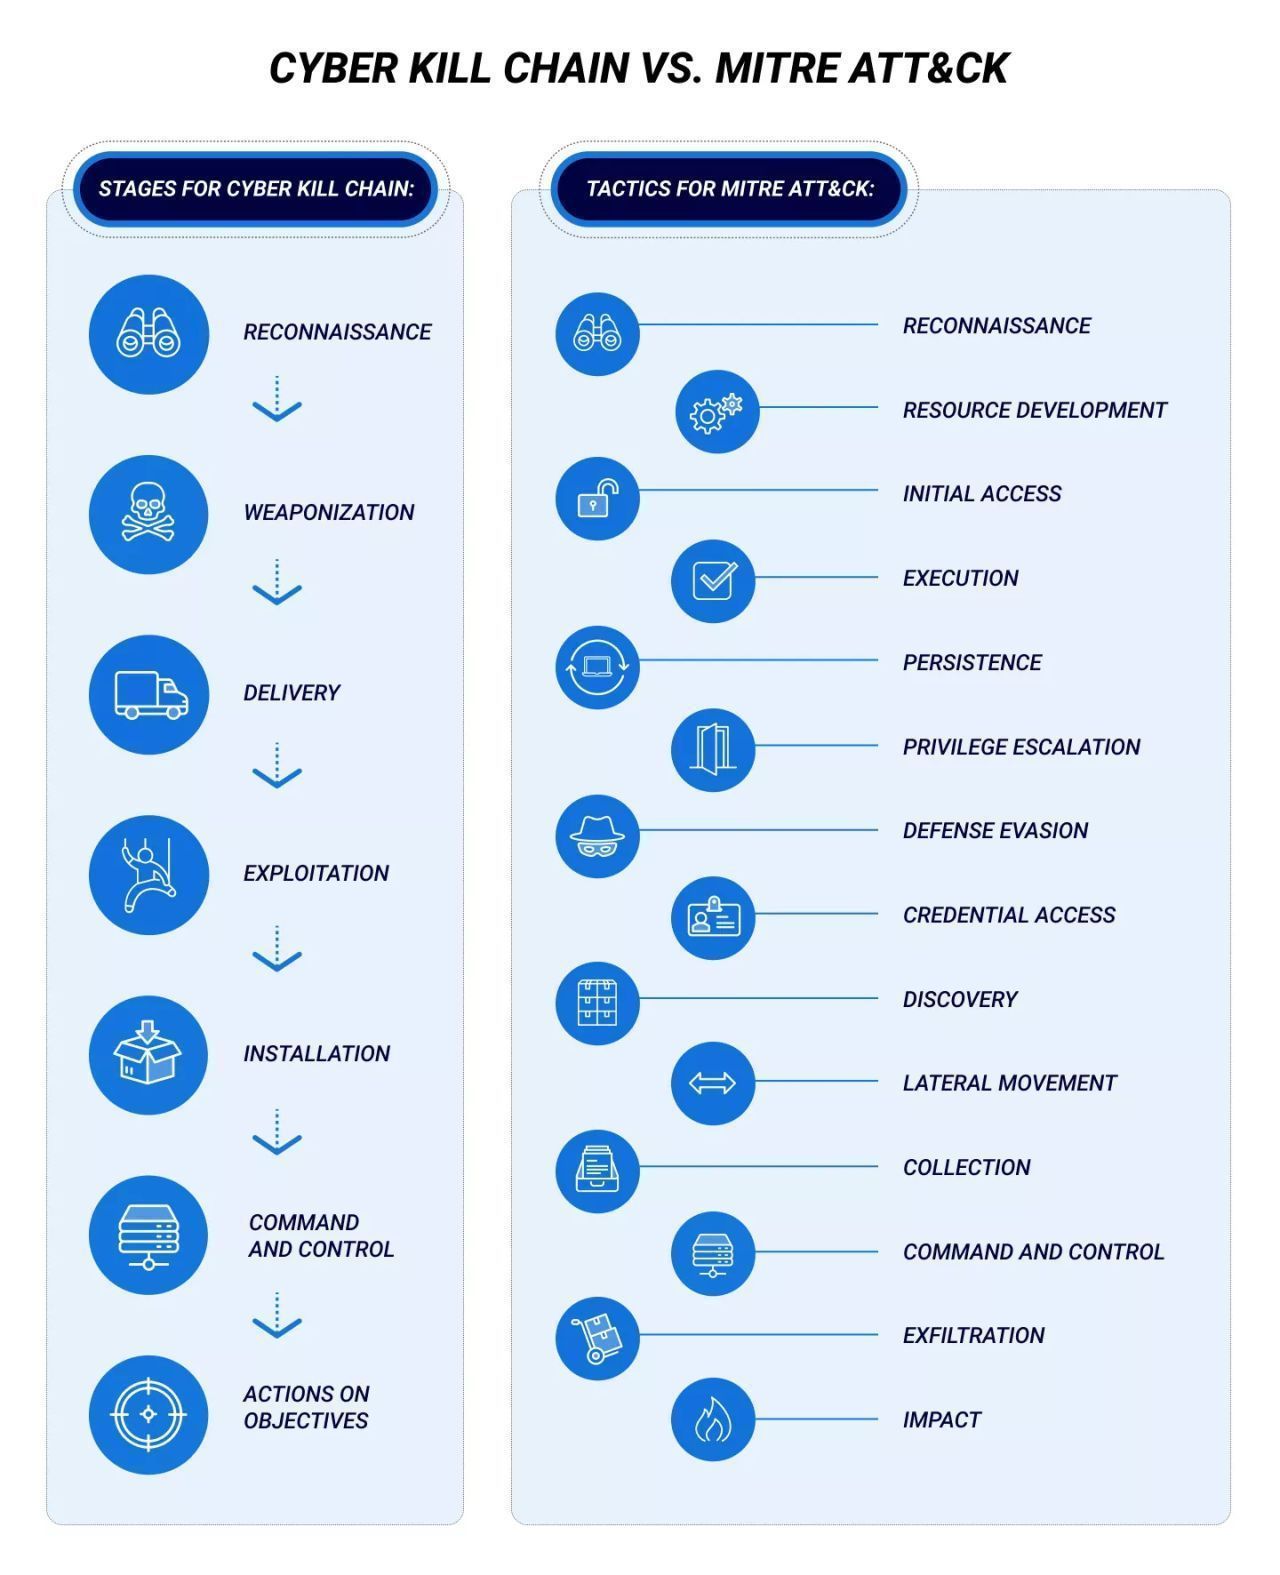 CYBER KILL CHAIN VS. MITRE ATT&CK
STAGES FOR CYBER KILL CHAIN:
RECONNAISSANCE
WEAPONIZATION
DELIVERY
EXPLOITATION
INSTALLATION
COMMAND
AND CONTROL
ACTIONS ON
OBJECTIVES
TACTICS FOR MITRE ATT&CK:
RECONNAISSANCE
RESOURCE DEVELOPMENT
INITIAL ACCESS
EXECUTION
PERSISTENCE
PRIVILEGE ESCALATION
DEFENSE EVASION
CREDENTIAL ACCESS
DISCOVERY
LATERAL MOVEMENT
COLLECTION
COMMAND AND CONTROL
EXFILTRATION
IMPACT